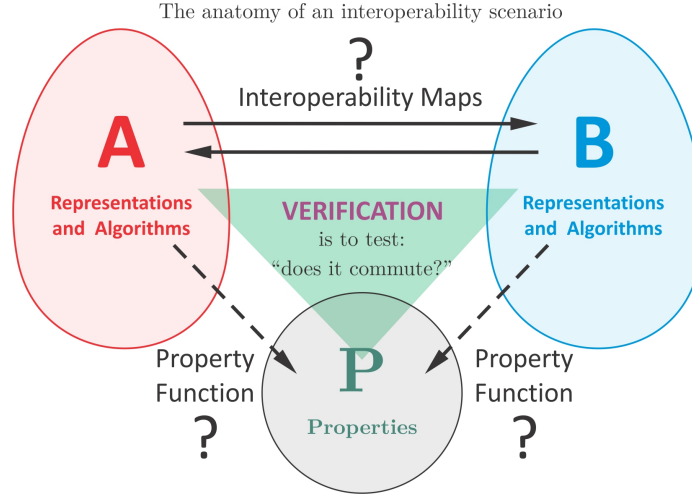 The anatomy of an interoperability scenario
?
Interoperability Maps
A
B
Representations
and Algorithms
VERIFICATION
is to test:
“does it commute?”
Representations
and Algorithms
Property
Function
?
P
Properties
Property
Function
?